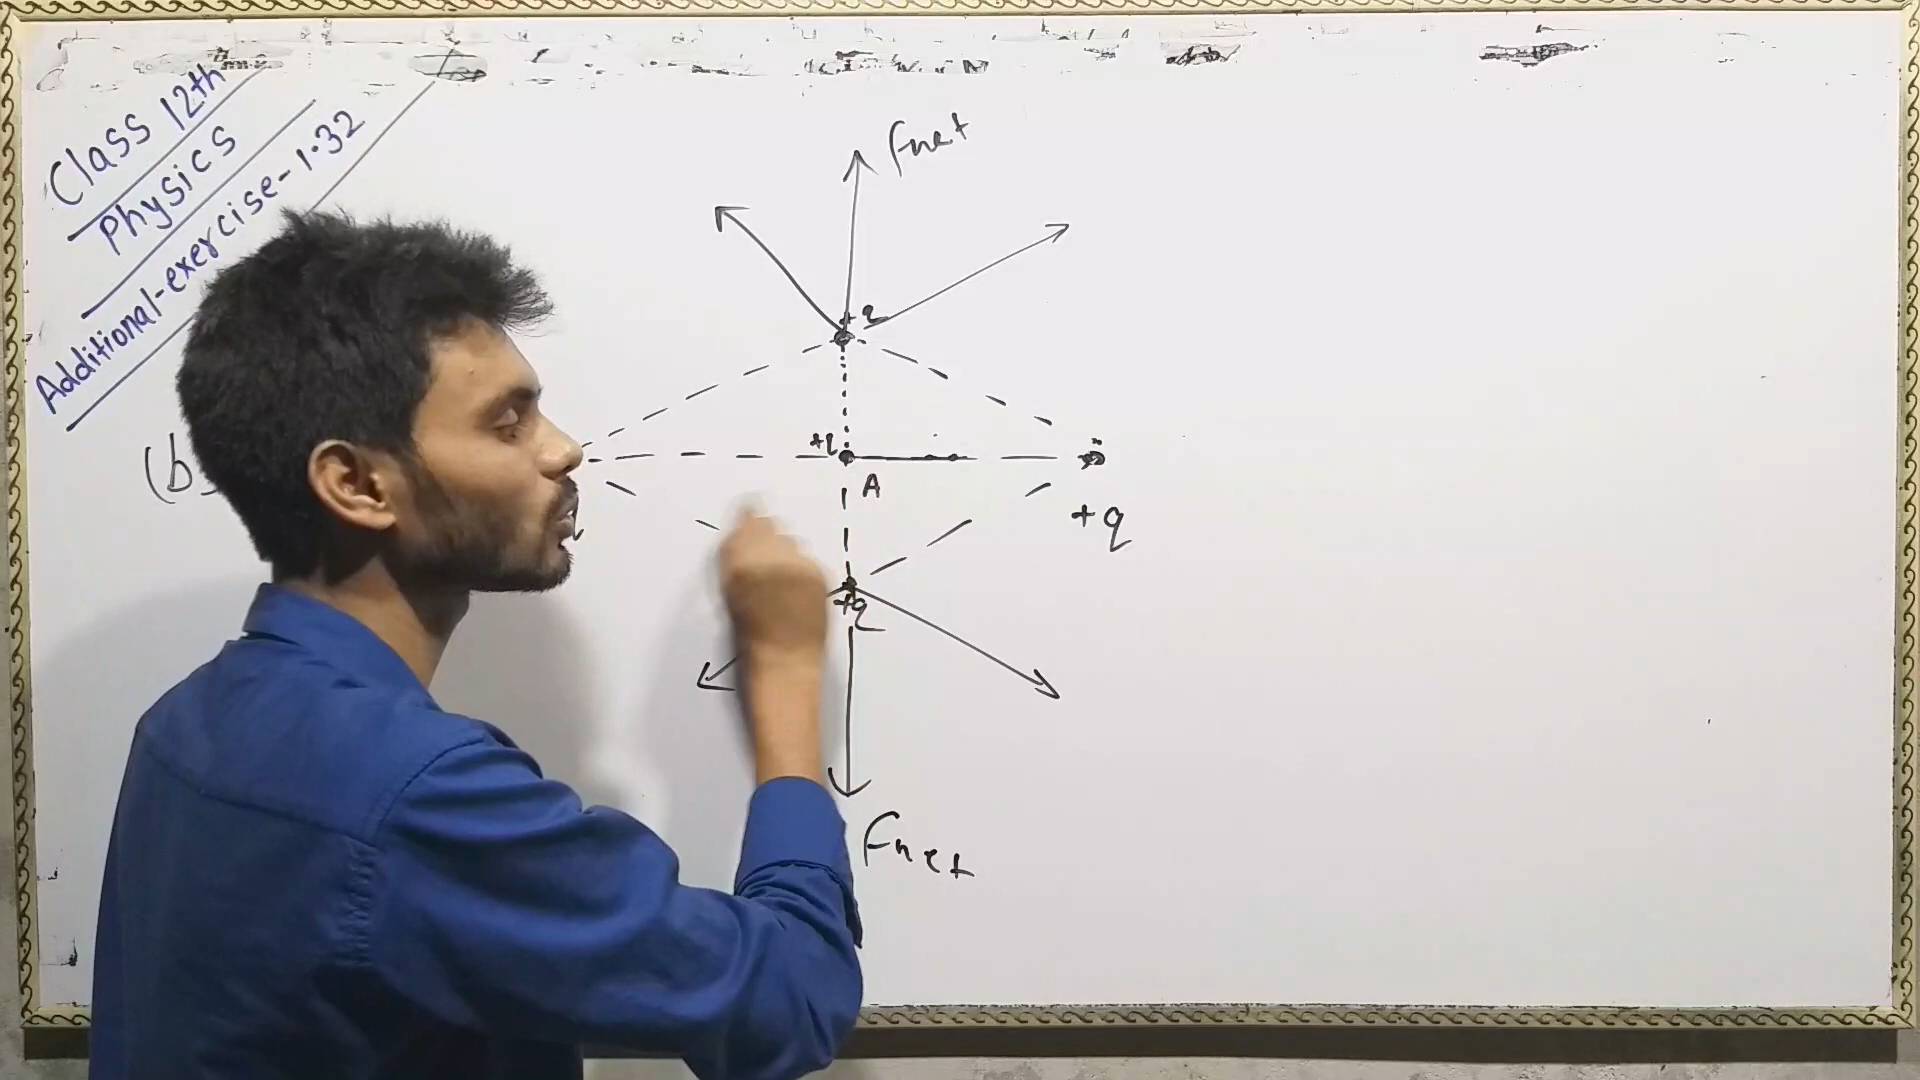 Class 12th
Physics
Additional-exercise-1.32
(b)
Fnet
+q
+q
A
+q
+q
Fnet